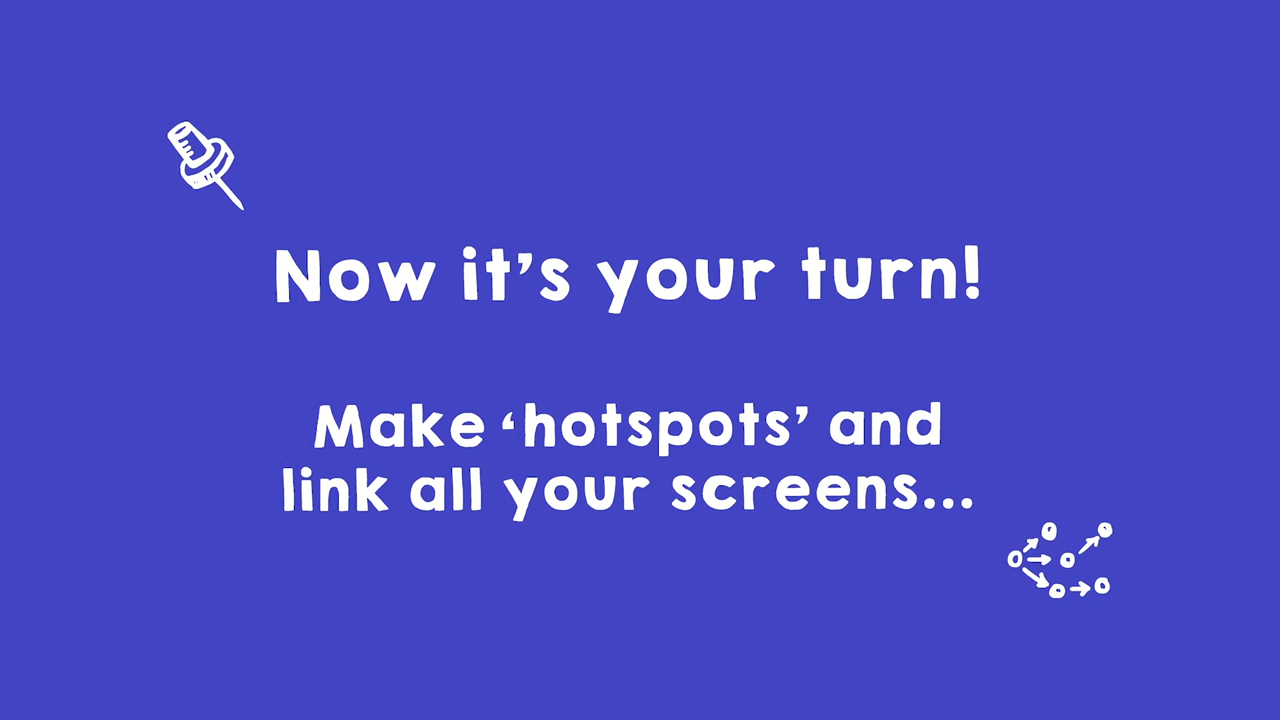 Now it’s your turn!
Make ‘hotspots’ and
link all your screens...